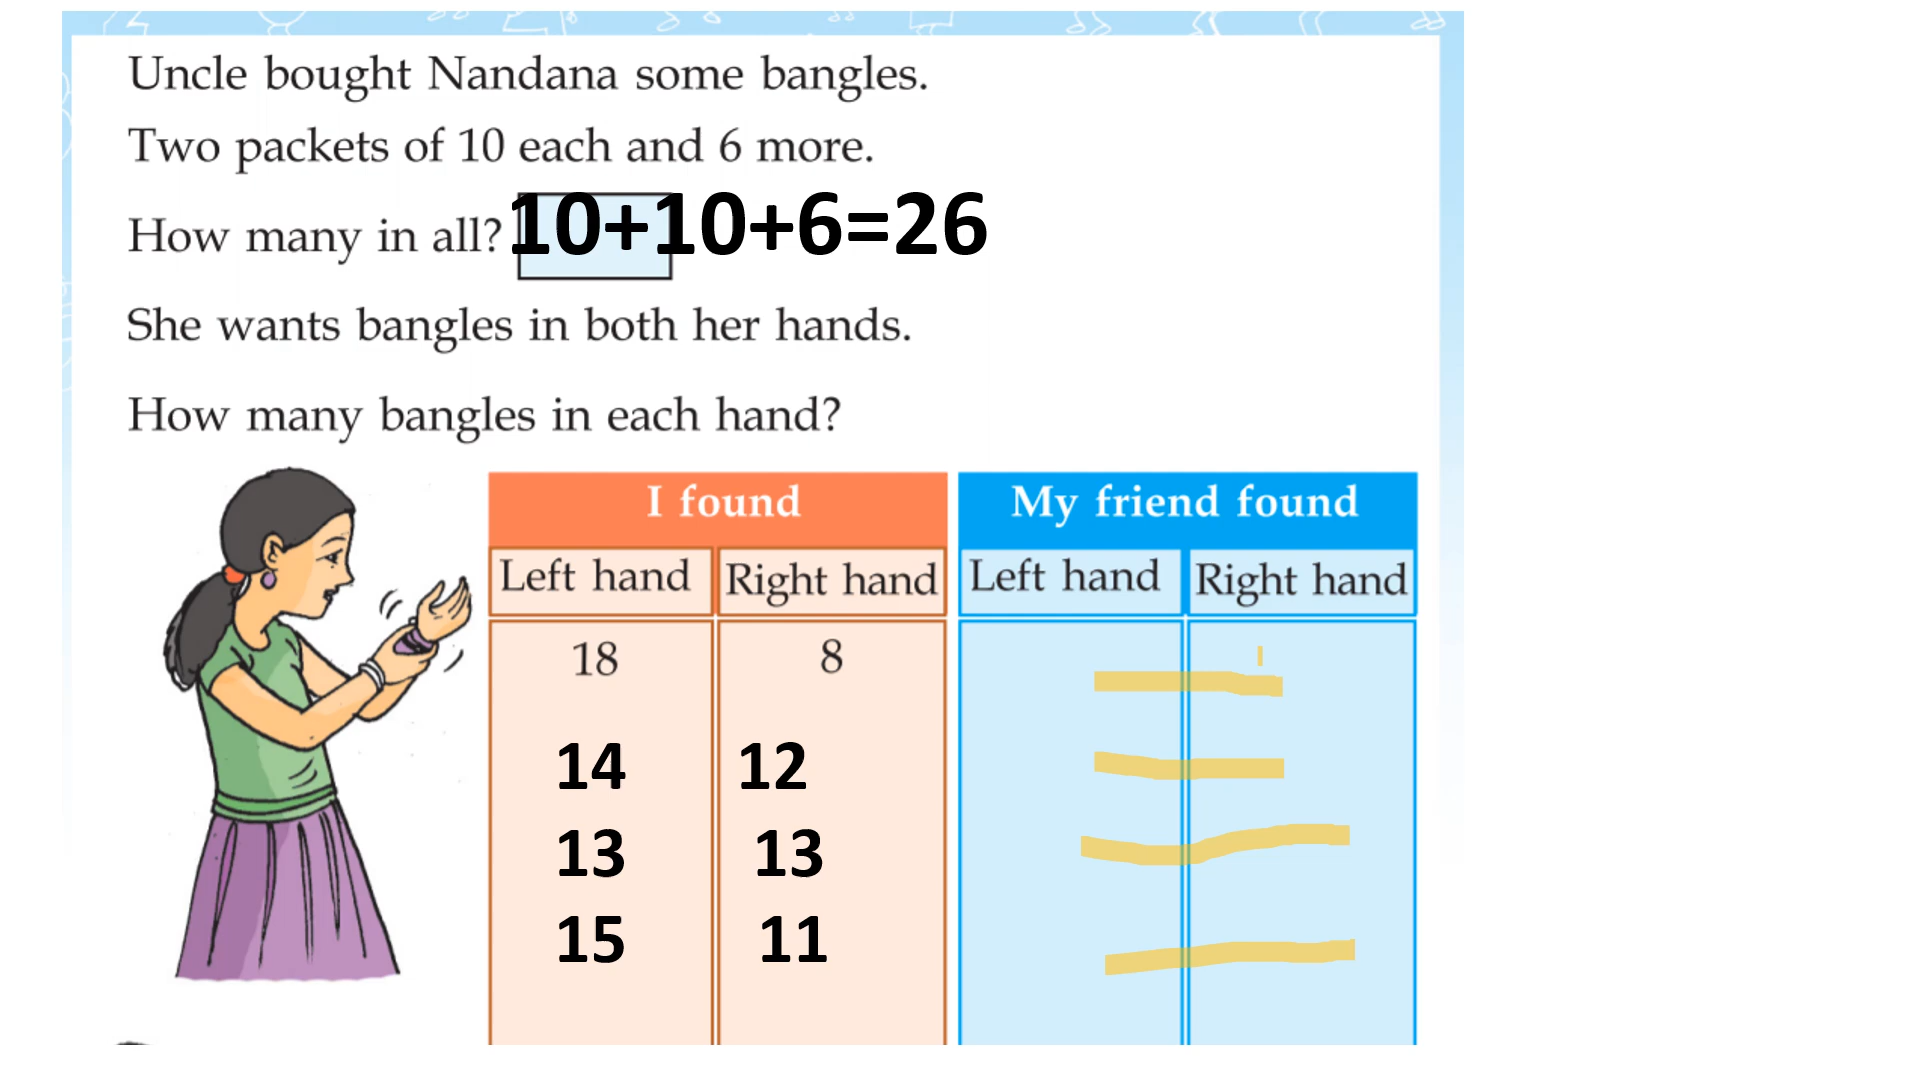 Uncle bought Nandana some bangles.
Two packets of 10 each and 6 more.
How many in all? 10+10+6=26
She wants bangles in both her hands.
How many bangles in each hand?
I found My friend found
Left hand Right hand Left hand Right hand
18 8
14 12
13 13
15 11